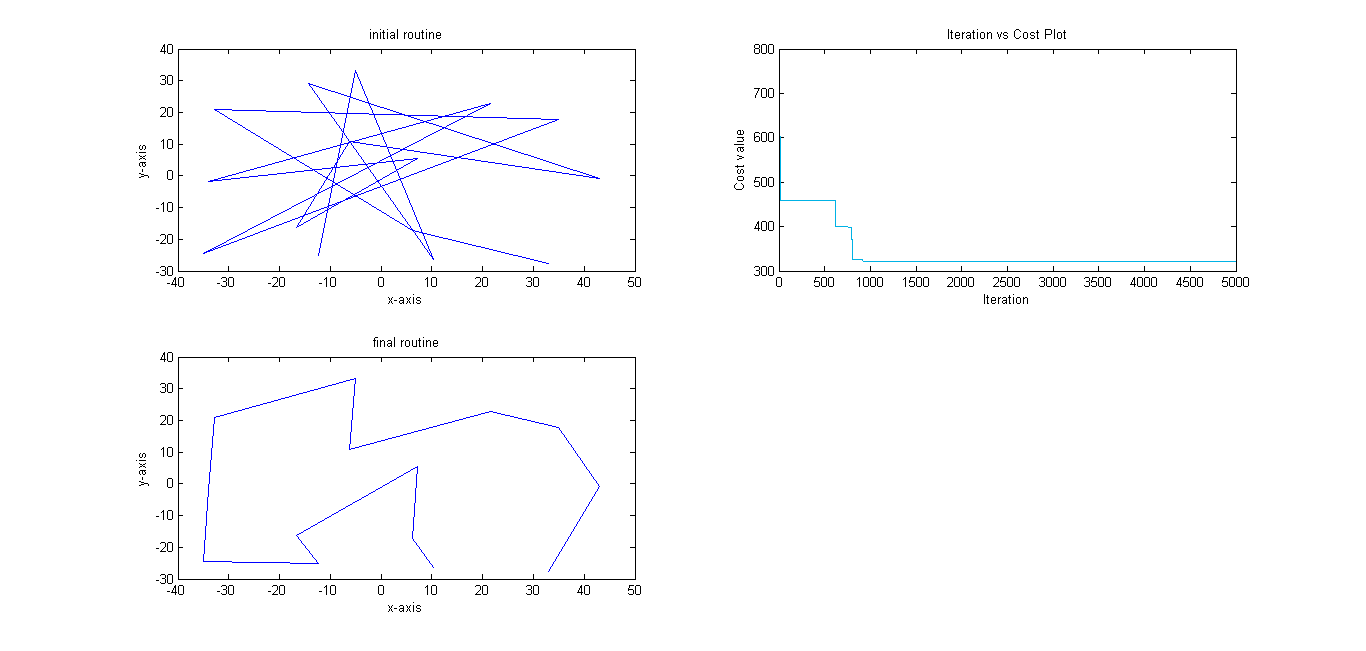 initial routine
40
30
20
10
0
-10
-20
-30
y-axis
-40 -30 -20 -10 0 10 20 30 40 50
x-axis
Iteration vs Cost Plot
800
700
600
500
400
300
Cost value
0 500 1000 1500 2000 2500 3000 3500 4000 4500 5000
Iteration
final routine
40
30
20
10
0
-10
-20
-30
y-axis
-40 -30 -20 -10 0 10 20 30 40 50
x-axis